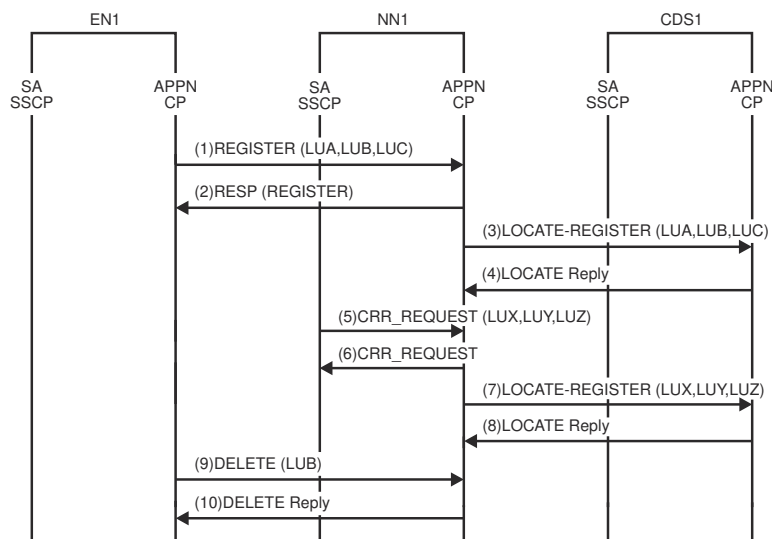 EN1
NN1
CDS1
SA
SSCP
APPN
CP
SA
SSCP
APPN
CP
SA
SSCP
APPN
CP
(1)REGISTER (LUA,LUB,LUC)
(2)RESP (REGISTER)
(3)LOCATE-REGISTER (LUA,LUB,LUC)
(4)LOCATE Reply
(5)CRR_REQUEST (LUX,LUY,LUZ)
(6)CRR_REQUEST
(7)LOCATE-REGISTER (LUX,LUY,LUZ)
(8)LOCATE Reply
(9)DELETE (LUB)
(10)DELETE Reply